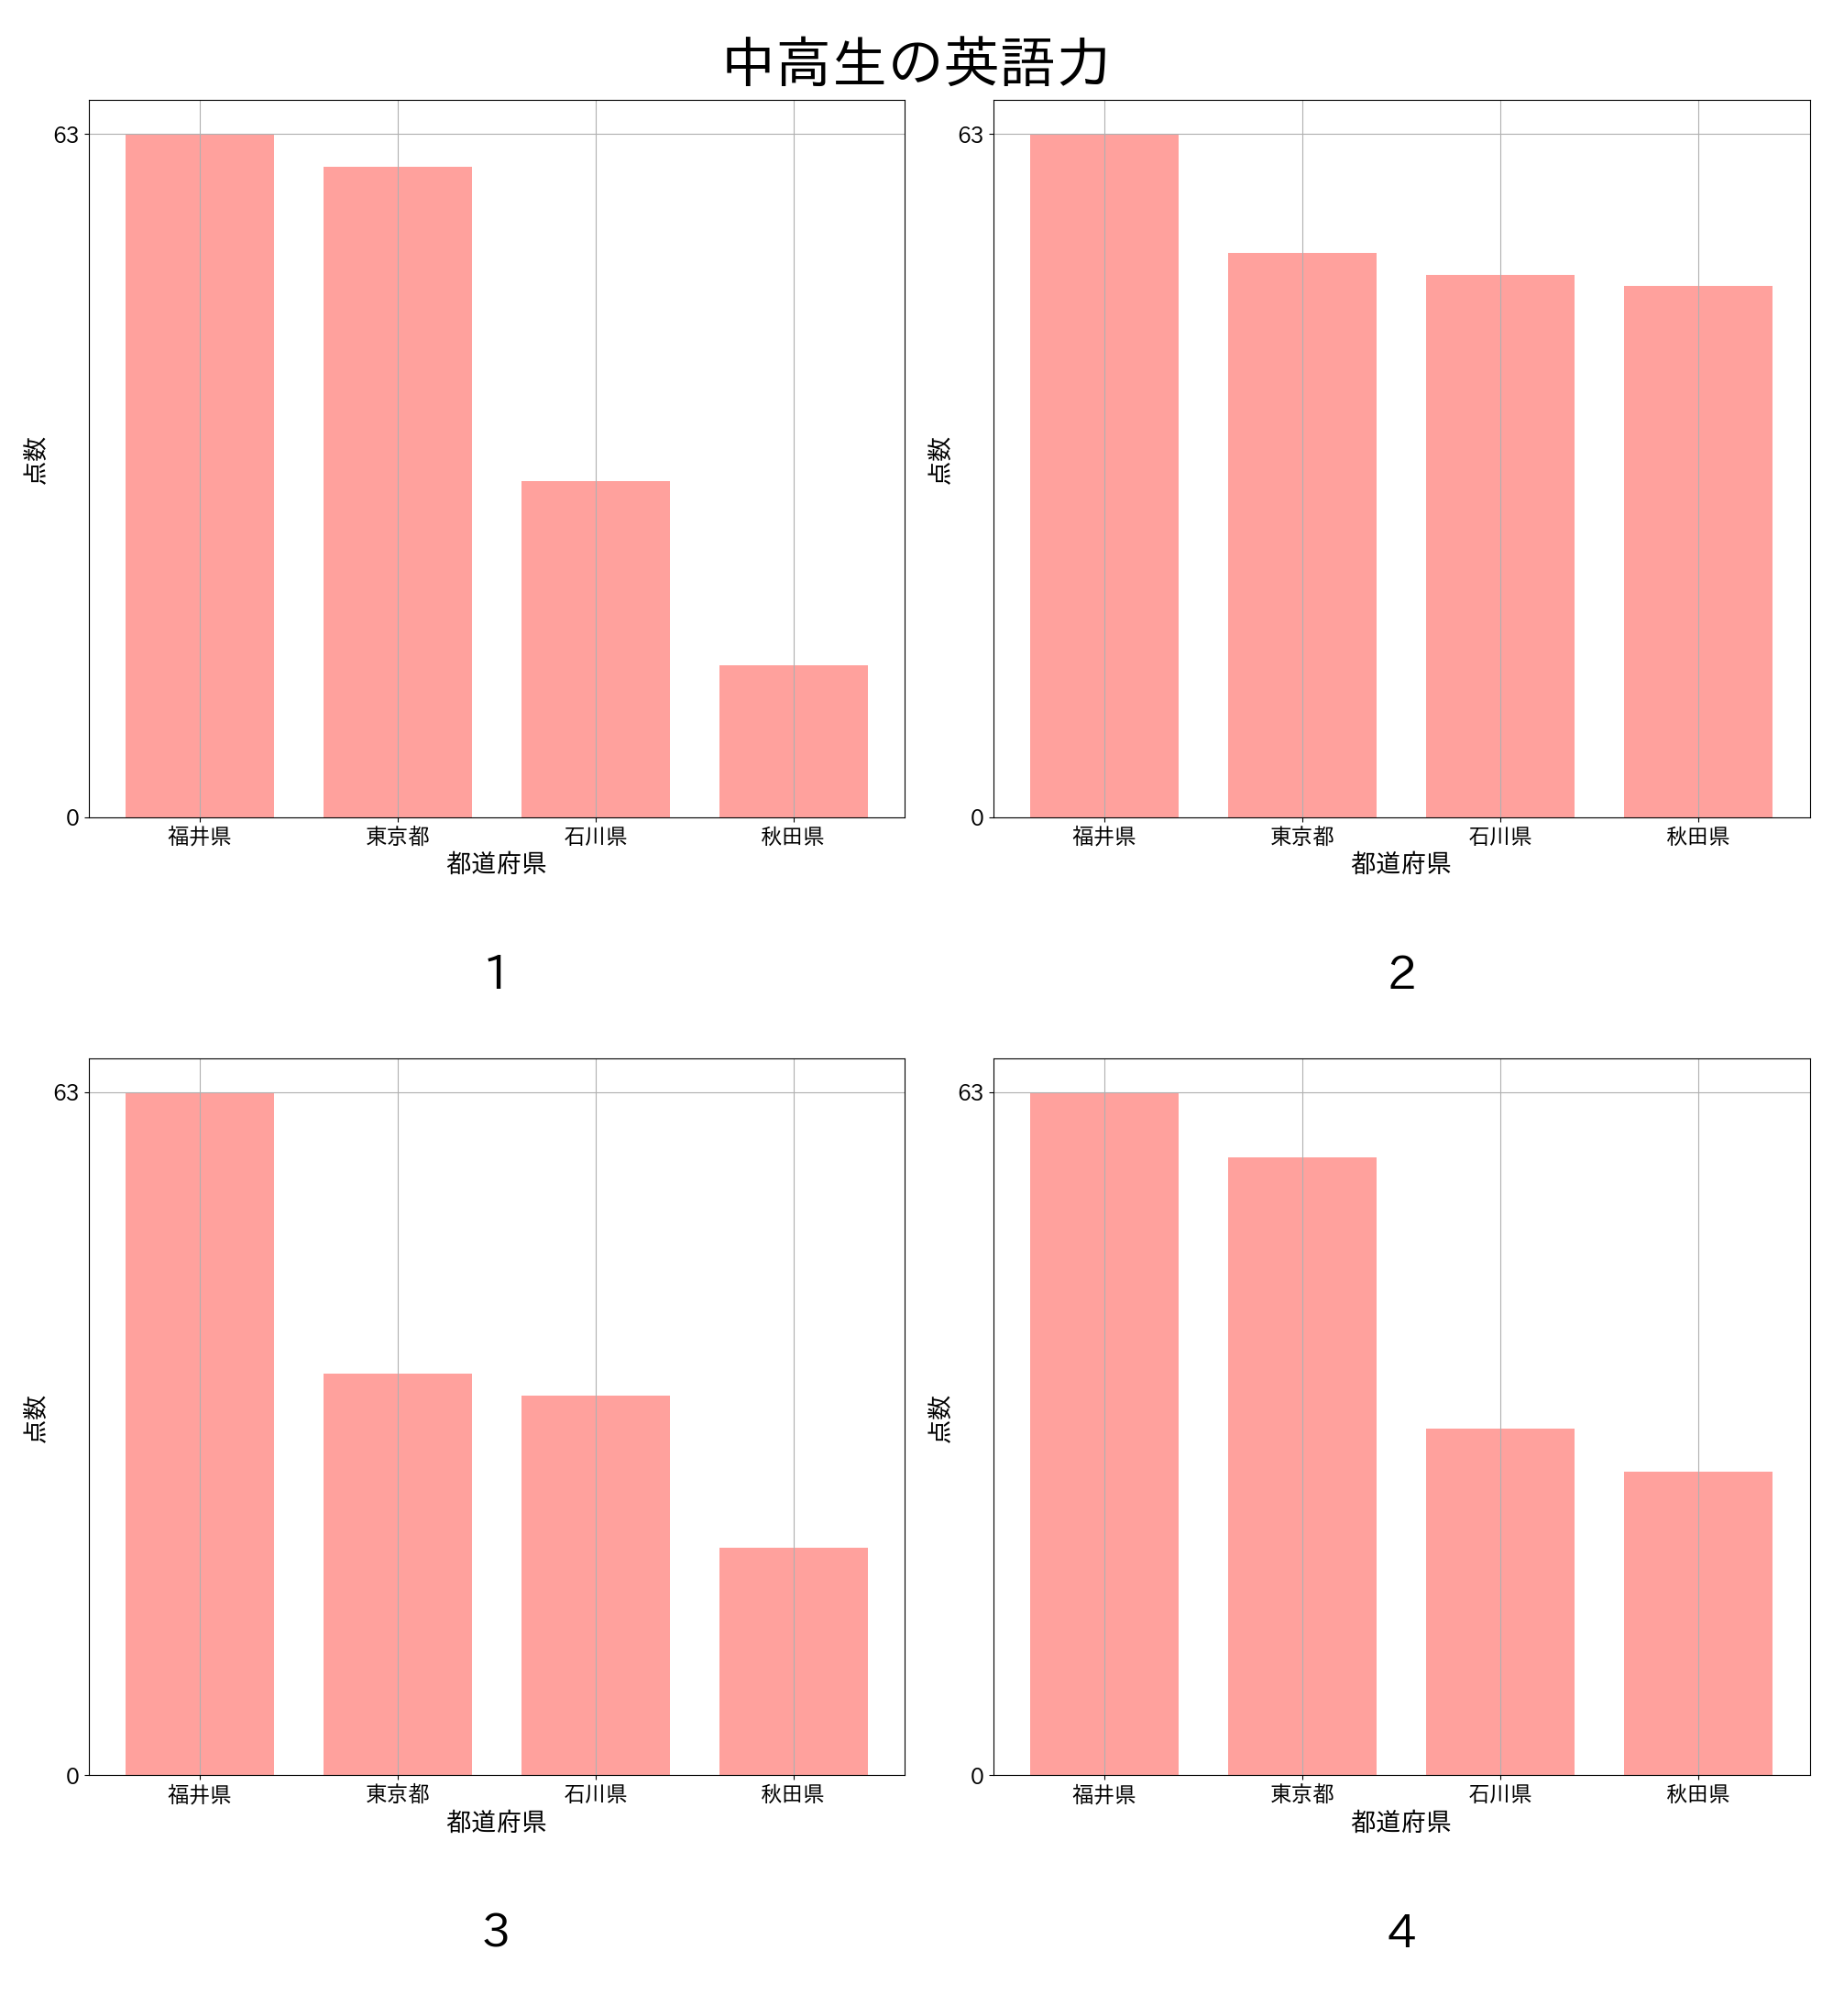 中高生の英語力
63
点数
0
福井県 東京都 石川県 秋田県
都道府県
1
63
点数
0
福井県 東京都 石川県 秋田県
都道府県
2
63
点数
0
福井県 東京都 石川県 秋田県
都道府県
3
63
点数
0
福井県 東京都 石川県 秋田県
都道府県
4